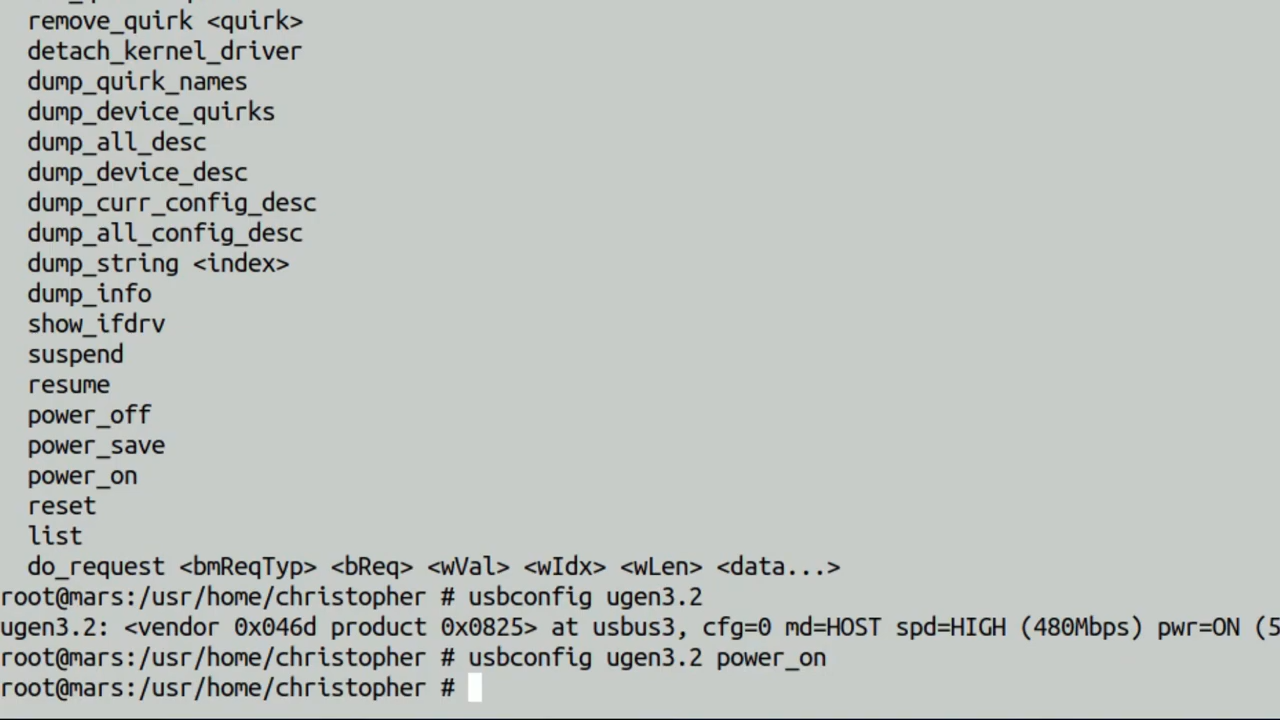 remove_quirk <quirk>
detach_kernel_driver
dump_quirk_names
dump_device_quirks
dump_all_desc
dump_device_desc
dump_curr_config_desc
dump_all_config_desc
dump_string <index>
dump_info
show_ifdrv
suspend
resume
power_off
power_save
power_on
reset
list
do_request <bmReqTyp> <bReq> <wVal> <wIdx> <wLen> <data...>
root@mars:/usr/home/christopher # usbconfig ugen3.2
ugen3.2: <vendor 0x046d product 0x0825> at usbus3, cfg=0 md=HOST spd=HIGH (480Mbps) pwr=ON (5
root@mars:/usr/home/christopher # usbconfig ugen3.2 power_on
root@mars:/usr/home/christopher #